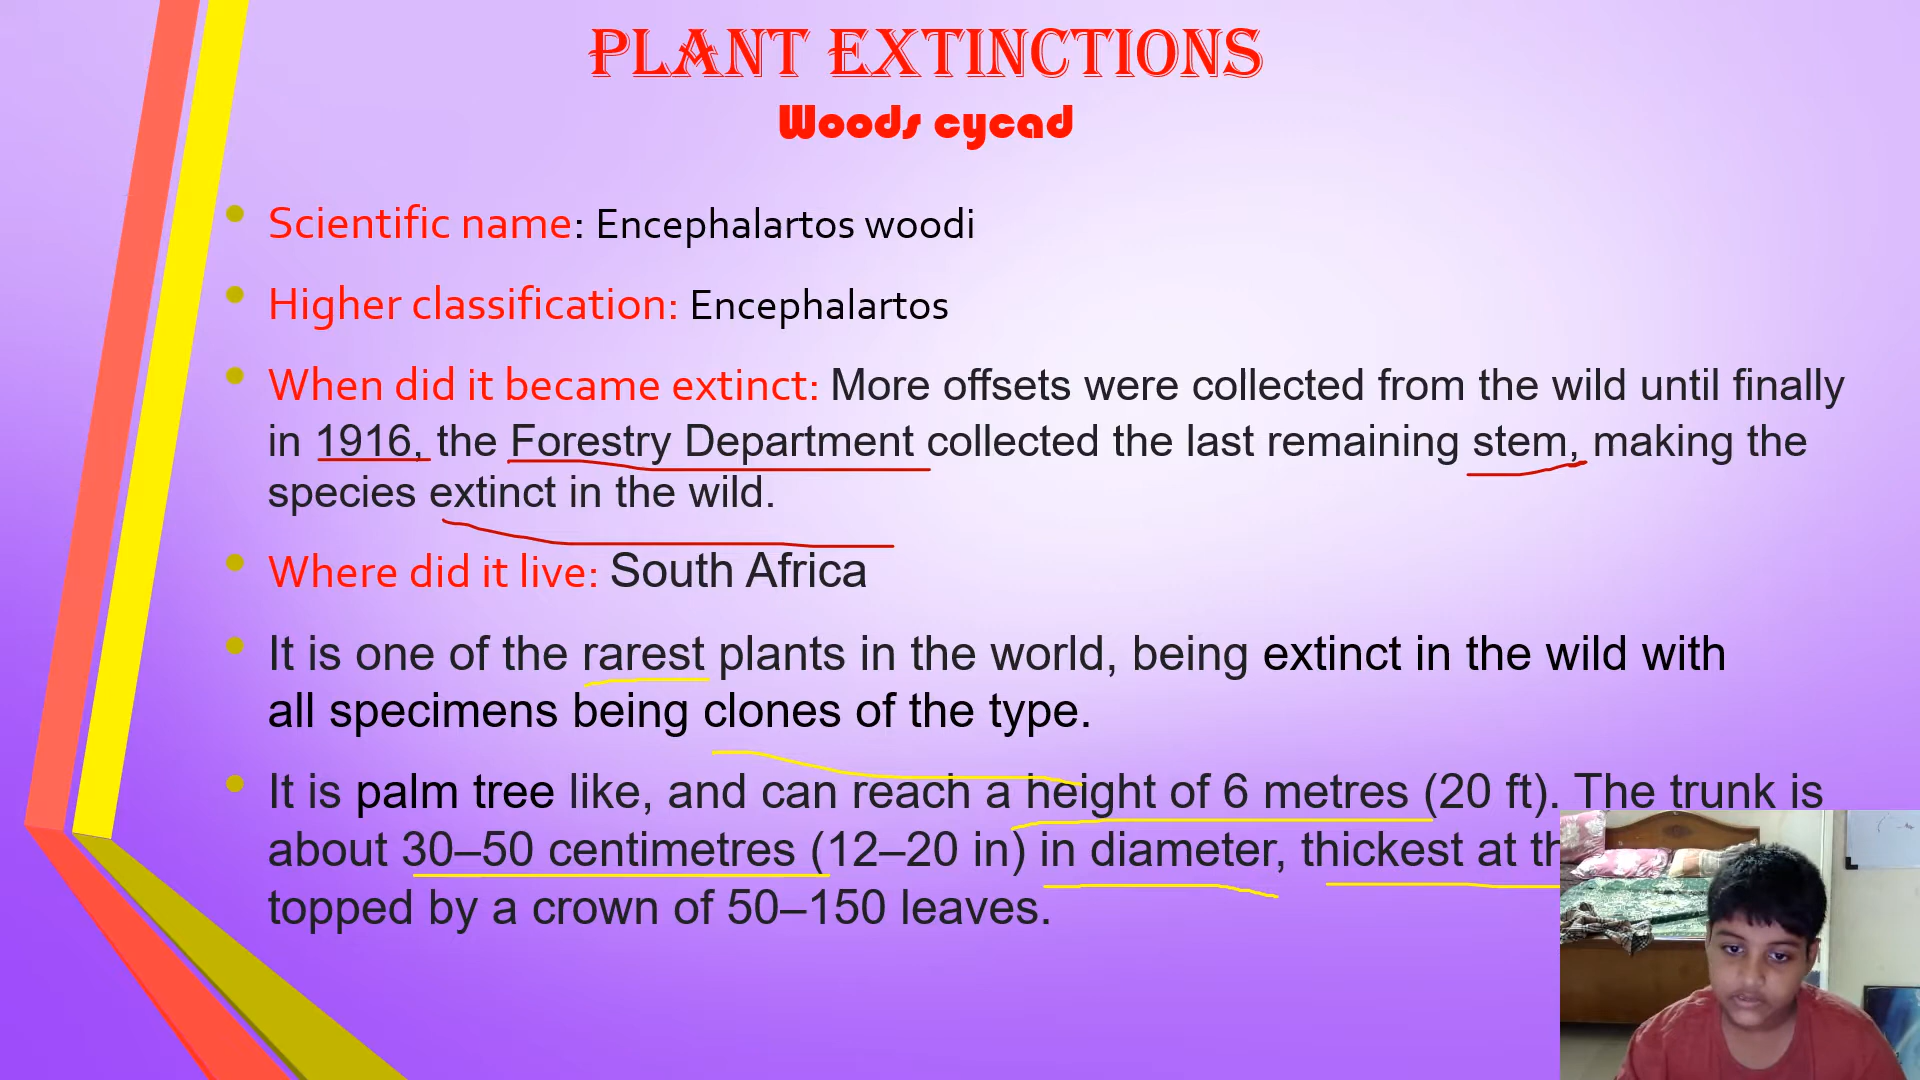 PLANT EXTINCTIONS
Woods cycad
Scientific name: Encephalartos woodi
Higher classification: Encephalartos
When did it became extinct: More offsets were collected from the wild until finally
in 1916, the Forestry Department collected the last remaining stem, making the
species extinct in the wild.
Where did it live: South Africa
It is one of the rarest plants in the world, being extinct in the wild with
all specimens being clones of the type.
It is palm tree like, and can reach a height of 6 metres (20 ft). The trunk is
about 30–50 centimetres (12–20 in) in diameter, thickest at
topped by a crown of 50–150 leaves.